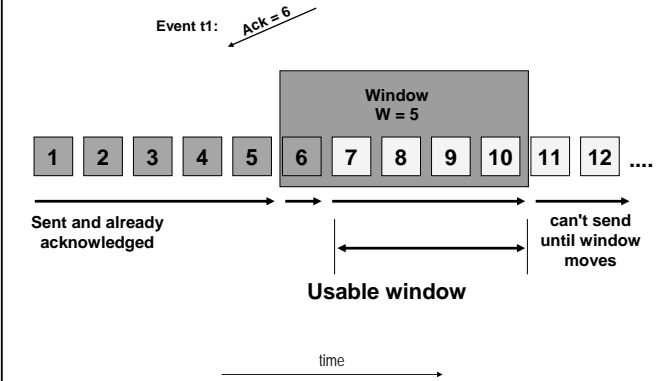 Event t1:
Ack = 6
Window
W = 5
1 2 3 4 5 6 7 8 9 10 11 12 ....
Sent and already
acknowledged
can't send
until window
moves
Usable window
time